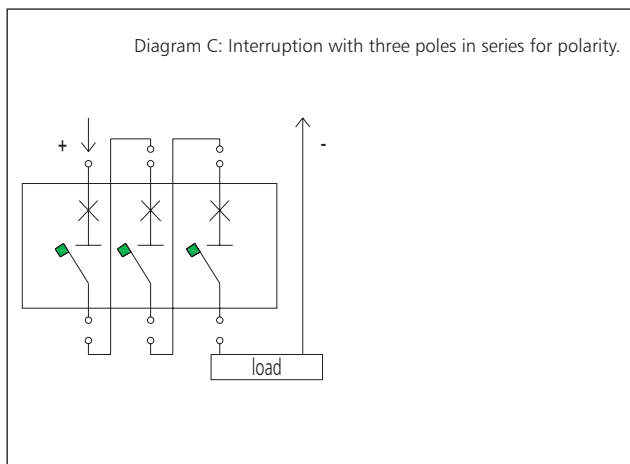 Diagram C: Interruption with three poles in series for polarity.
+
-
load